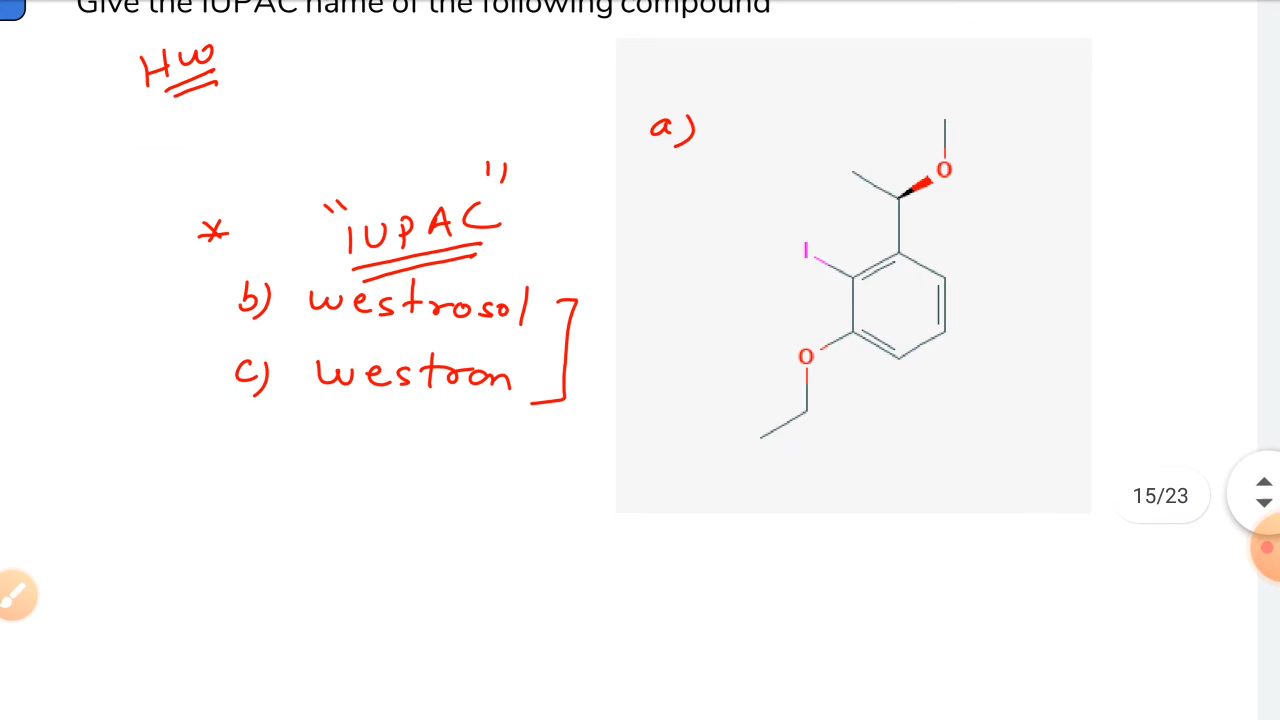 Give the IUPAC name of the following compound
HW
a)
* "IUPAC"
b) westrosol
c) westron
O
I
O
15/23